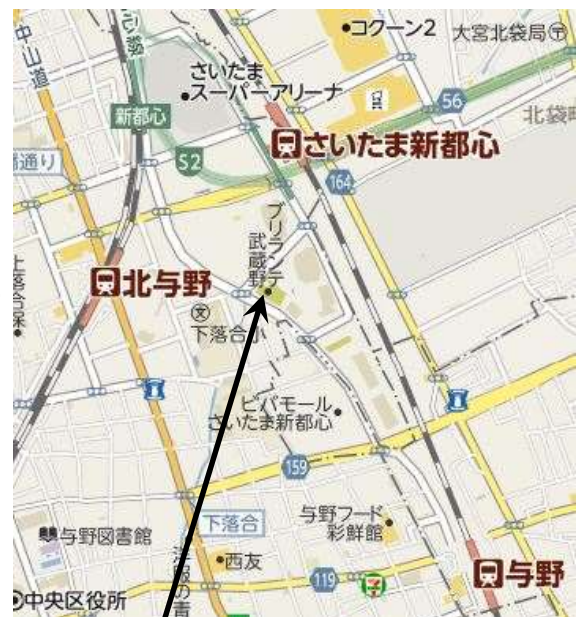 中山道
コクーン2
大宮北袋局
さいたま
スーパーアリーナ
56
北袋町
新都心
さいたま新都心
S2
164
ブリランテ
武蔵野
北与野
文
下落合小
ビバモール
さいたま新都心
159
下落合
与野フード
彩鮮館
与野図書館
西友
119
与野
中央区役所